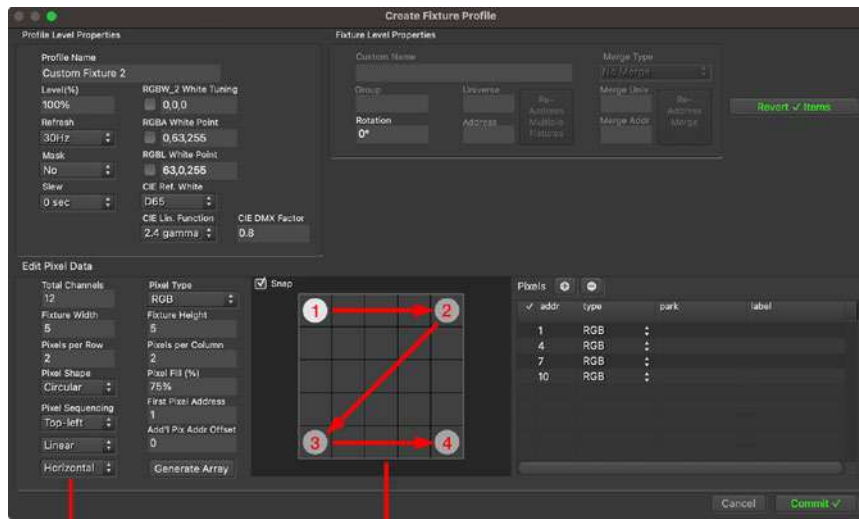 Create Fixture Profile
Profile Level Properties
Fixture Level Properties
Profile Name
Custom Fixture 2
Level(%)
RGBW_2 White Tuning
100%
0,0,0
Refresh
RGBA White Point
30Hz
0,63,255
Mask
RGBL White Point
No
63,0,255
Slew
CIE Ref. White
0 sec
D65
CIE Lin. Function
CIE DMX Factor
2.4 gamma
0.8
Custom Name
Merge Type
No Merge
Group
Universe
Re-Address Multiple Fixtures
Merge Univ
Re-Address Merge
Rotation
Address
Merge Addr
0°
Revert ✓ Items
Edit Pixel Data
Total Channels
Pixel Type
12
RGB
Fixture Width
Fixture Height
5
5
Pixels per Row
Pixels per Column
2
2
Pixel Shape
Pixel Fill (%)
Circular
75%
Pixel Sequencing
First Pixel Address
Top-left
1
Add'l Pix Addr Offset
Linear
0
Horizontal
Generate Array
Snap
1
2
3
4
Pixels
✓ addr type park label
1 RGB
4 RGB
7 RGB
10 RGB
Cancel
Commit ✓